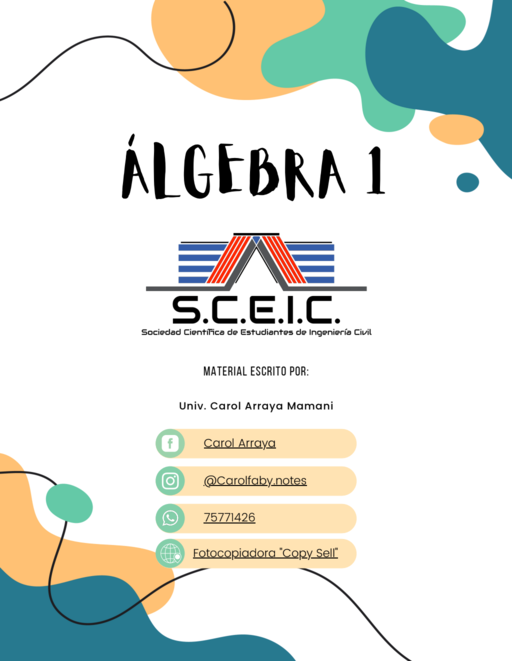 ÁLGEBRA 1
S.C.E.I.C.
Sociedad Científica de Estudiantes de Ingeniería Civil
MATERIAL ESCRITO POR:
Univ. Carol Arraya Mamani
Carol Arraya
@Carolfaby.notes
75771426
Fotocopiadora "Copy Sell"